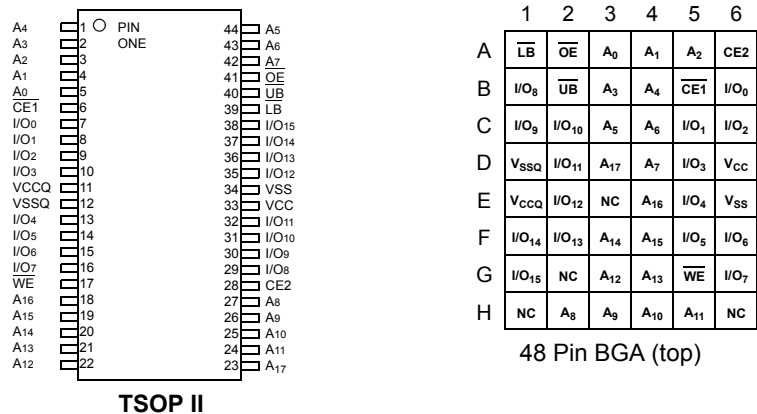 A4 1 PIN 44 A5
A3 2 ONE 43 A6
A2 3 42 A7
A1 4 41 OE
A0 5 40 UB
CE1 6 39 LB
I/O0 7 38 I/O15
I/O1 8 37 I/O14
I/O2 9 36 I/O13
I/O3 10 35 I/O12
VCCQ 11 34 VSS
VSSQ 12 33 VCC
I/O4 13 32 I/O11
I/O5 14 31 I/O10
I/O6 15 30 I/O9
I/O7 16 29 I/O8
WE 17 28 CE2
A16 18 27 A8
A15 19 26 A9
A14 20 25 A10
A13 21 24 A11
A12 22 23 A17
TSOP II
1 2 3 4 5 6
A LB OE A0 A1 A2 CE2
B I/O8 UB A3 A4 CE1 I/O0
C I/O9 I/O10 A5 A6 I/O1 I/O2
D VSSQ I/O11 A17 A7 I/O3 VCC
E VCCQ I/O12 NC A16 I/O4 VSS
F I/O14 I/O13 A14 A15 I/O5 I/O6
G I/O15 NC A12 A13 WE I/O7
H NC A8 A9 A10 A11 NC
48 Pin BGA (top)